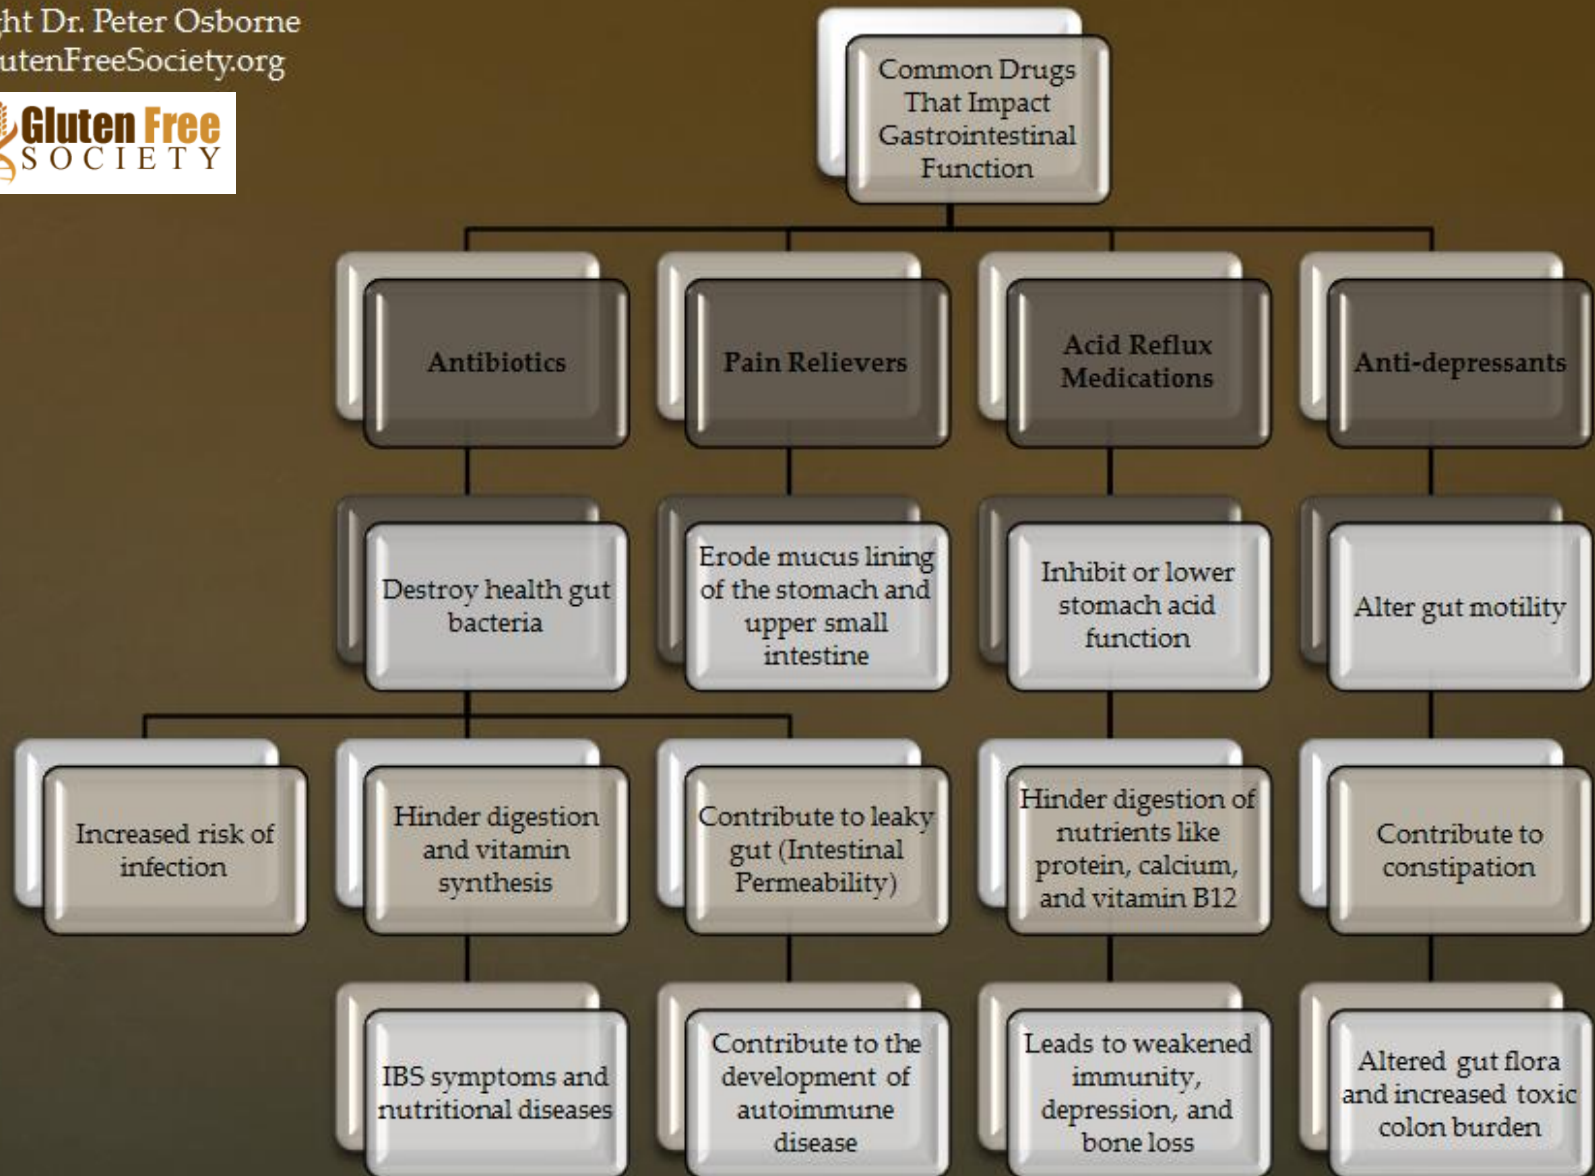 Dr. Peter Osborne
Gluten Free
SOCIETY
Common Drugs
That Impact
Gastrointestinal
Function
Antibiotics
Pain Relievers
Acid Reflux
Medications
Anti-depressants
Destroy health gut
bacteria
Erode mucus lining
of the stomach and
upper small
intestine
Inhibit or lower
stomach acid
function
Alter gut motility
Increased risk of
infection
Hinder digestion
and vitamin
synthesis
Contribute to leaky
gut (Intestinal
Permeability)
Hinder digestion of
nutrients like
protein, calcium,
and vitamin B12
Contribute to
constipation
IBS symptoms and
nutritional diseases
Contribute to the
development of
autoimmune
disease
Leads to weakened
immunity,
depression, and
bone loss
Altered gut flora
and increased toxic
colon burden